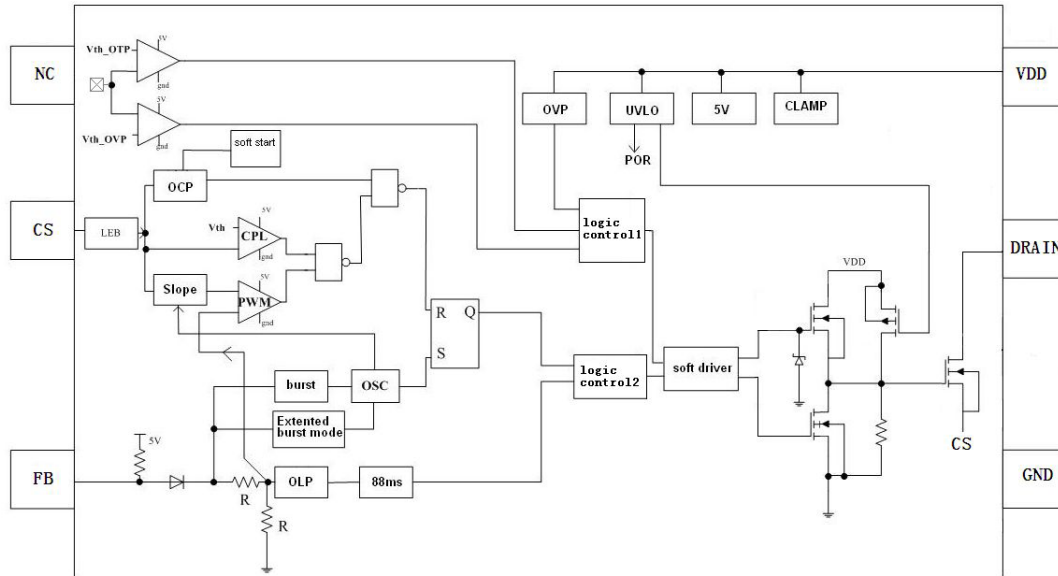 NC
Vth_OTP
5V
gnd
5V
Vth_OVP
gnd
soft start
OCP
CS
LEB
Vth
5V
CPL
gnd
Slope
5V
PWM
gnd
R
Q
S
burst
OSC
Extented
burst mode
5V
FB
R
R
OLP
88ms
OVP
UVLO
5V
CLAMP
POR
VDD
logic
control1
logic
control2
soft driver
VDD
DRAIN
CS
GND